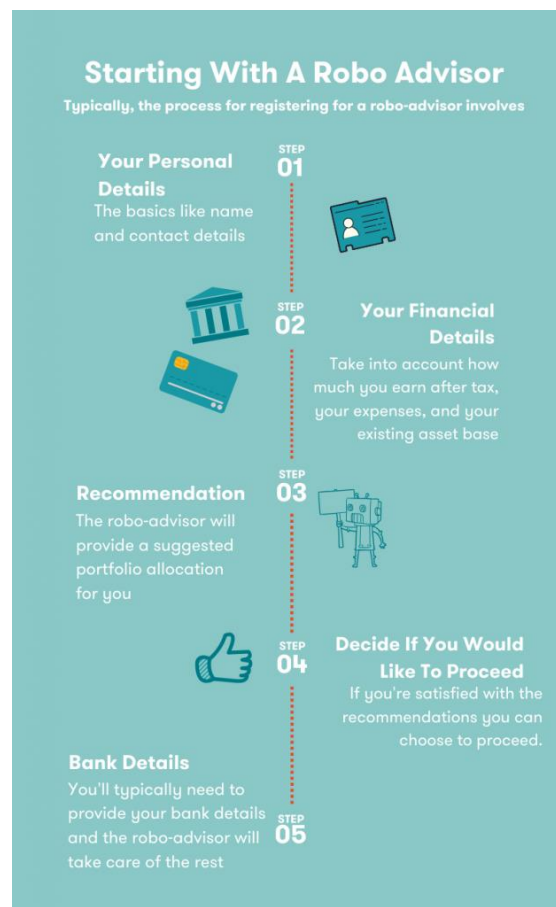 Starting With A Robo Advisor
Typically, the process for registering for a robo-advisor involves
STEP
01
Your Personal
Details
The basics like name
and contact details
STEP
02
Your Financial
Details
Take into account how
much you earn after tax,
your expenses, and your
existing asset base
STEP
03
Recommendation
The robo-advisor will
provide a suggested
portfolio allocation
for you
STEP
04
Decide If You Would
Like To Proceed
If you're satisfied with the
recommendations you can
choose to proceed.
Bank Details
You'll typically need to
provide your bank details
and the robo-advisor will
take care of the rest
STEP
05